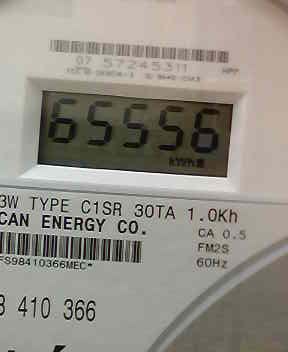 07 57245311
65556
kWh
3W TYPE C1SR 30TA 1.0Kh
CAN ENERGY CO.
CA 0.5
FM2S
FS98410366MEC*
60Hz
8 410 366